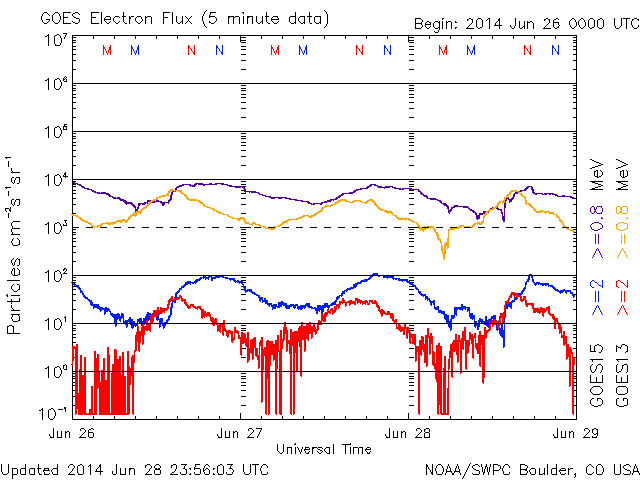 GOES Electron Flux (5 minute data)
Begin: 2014 Jun 26 0000 UTC
M M N N M M N N M M N N
10⁷
10⁶
10⁵
10⁴
10³
10²
10¹
10⁰
10⁻¹
Particles cm⁻²s⁻¹sr⁻¹
GOES15 >=2 >=0.8 MeV
GOES13 >=2 >=0.8 MeV
Jun 26 Jun 27 Jun 28 Jun 29
Universal Time
Updated 2014 Jun 28 23:56:03 UTC
NOAA/SWPC Boulder, CO USA